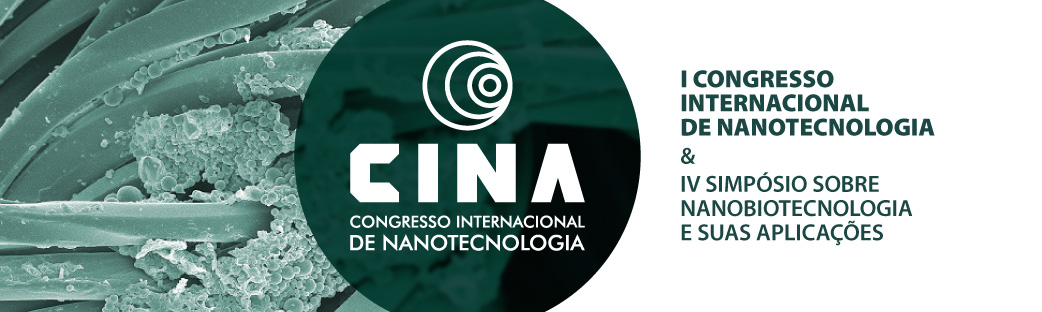 CINA
CONGRESSO INTERNACIONAL
DE NANOTECNOLOGIA
I CONGRESSO
INTERNACIONAL
DE NANOTECNOLOGIA
&
IV SIMPÓSIO SOBRE
NANOBIOTECNOLOGIA
E SUAS APLICAÇÕES